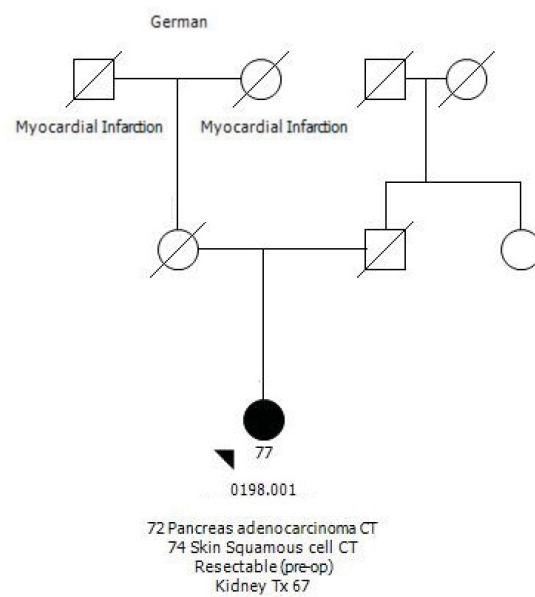 German
Myocardial Infarction
Myocardial Infarction
77
0198.001
72 Pancreas adenocarcinoma CT
74 Skin Squamous cell CT
Resectable (pre-op)
Kidney Tx 67